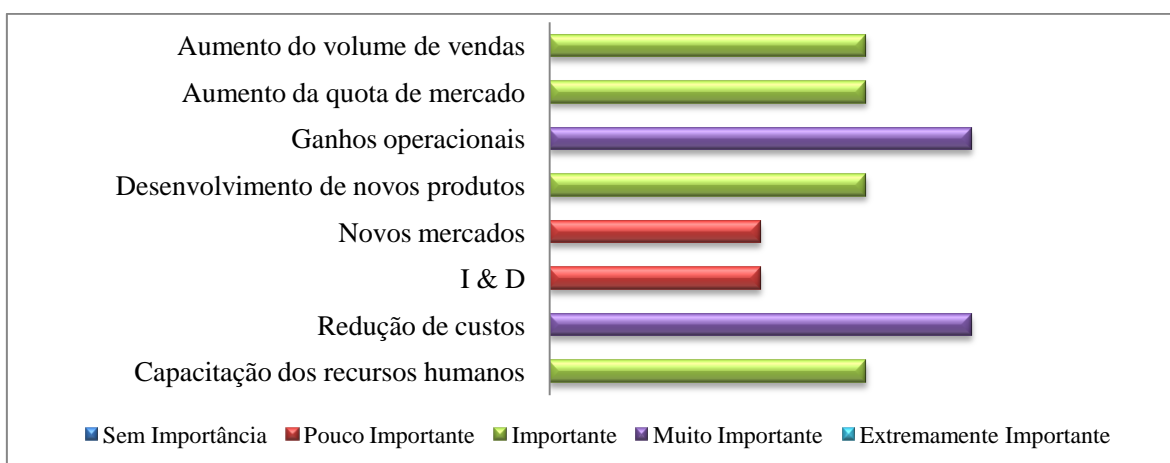 Aumento do volume de vendas
Aumento da quota de mercado
Ganhos operacionais
Desenvolvimento de novos produtos
Novos mercados
I & D
Redução de custos
Capacitação dos recursos humanos
Sem Importância Pouco Importante Importante Muito Importante Extremamente Importante